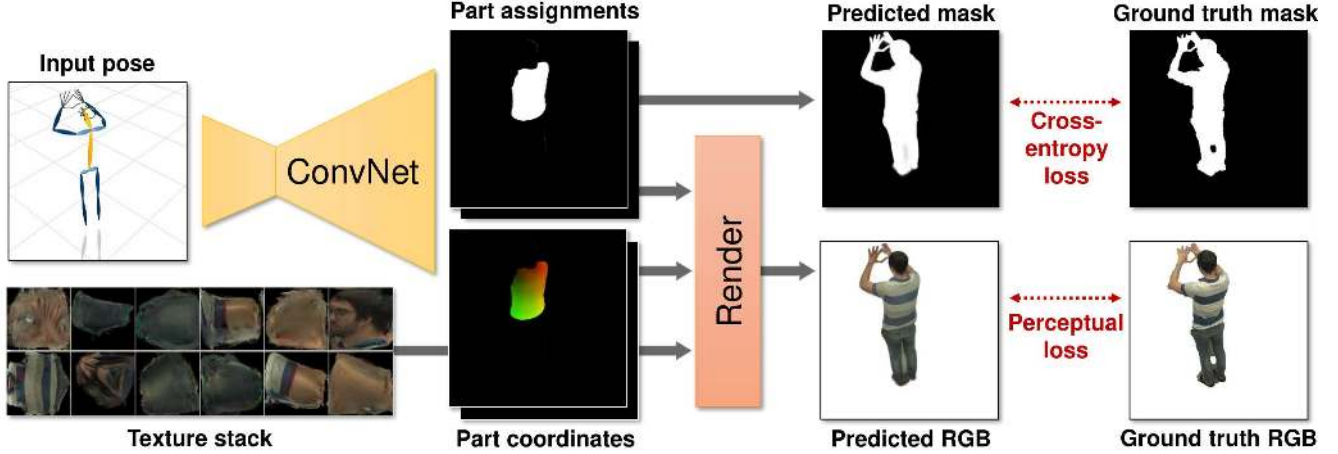 Part assignments
Predicted mask
Ground truth mask
Input pose
ConvNet
Cross-
entropy
loss
Render
Perceptual
loss
Texture stack
Part coordinates
Predicted RGB
Ground truth RGB